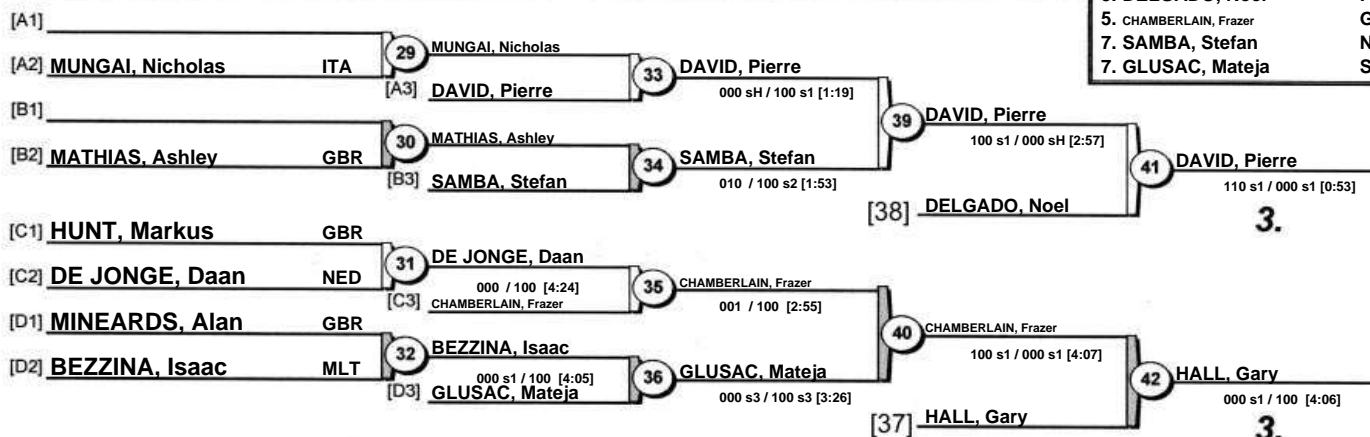 5. CHAMBERLAIN, Frazer G
7. SAMBA, Stefan N
7. GLUSAC, Mateja S
[A1]
[A2] MUNGAI, Nicholas ITA
29
MUNGAI, Nicholas
[A3] DAVID, Pierre
33
DAVID, Pierre
000 sH / 100 s1 [1:19]
[B1]
[B2] MATHIAS, Ashley GBR
30
MATHIAS, Ashley
[B3] SAMBA, Stefan
34
SAMBA, Stefan
010 / 100 s2 [1:53]
39
DAVID, Pierre
100 s1 / 000 sH [2:57]
[38] DELGADO, Noel
41
DAVID, Pierre
110 s1 / 000 s1 [0:53]
3.
[C1] HUNT, Markus GBR
[C2] DE JONGE, Daan NED
31
DE JONGE, Daan
000 / 100 [4:24]
[C3] CHAMBERLAIN, Frazer
35
CHAMBERLAIN, Frazer
001 / 100 [2:55]
[D1] MINEARDS, Alan GBR
[D2] BEZZINA, Isaac MLT
32
BEZZINA, Isaac
000 s1 / 100 [4:05]
[D3] GLUSAC, Mateja
36
GLUSAC, Mateja
000 s3 / 100 s3 [3:26]
40
CHAMBERLAIN, Frazer
100 s1 / 000 s1 [4:07]
[37] HALL, Gary
42
HALL, Gary
000 s1 / 100 [4:06]
3.